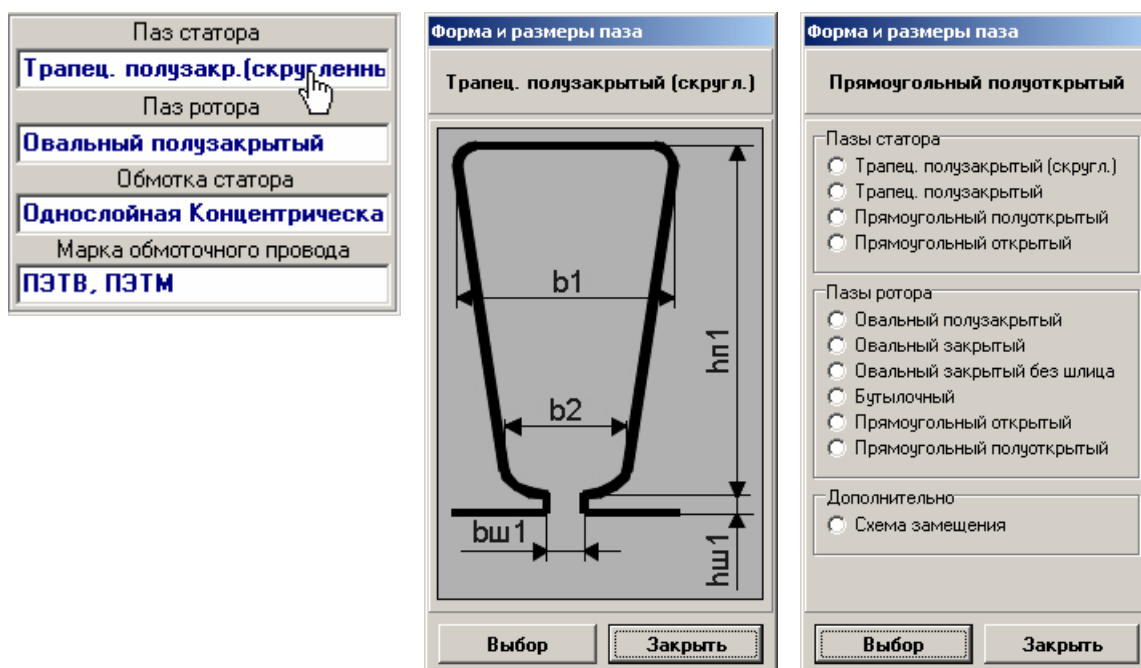 Паз статора
Трапец. полузакр.(скругленнь
Паз ротора
Овальный полузакрытый
Обмотка статора
Однослойная Концентрическа
Марка обмоточного провода
ПЭТВ, ПЭТМ
Форма и размеры паза
Трапец. полузакрытый (скругл.)
b1
hп1
b2
bш1
hш1
Выбор
Закрыть
Форма и размеры паза
Прямоугольный полуоткрытый
Пазы статора
Трапец. полузакрытый (скругл.)
Трапец. полузакрытый
Прямоугольный полуоткрытый
Прямоугольный открытый
Пазы ротора
Овальный полузакрытый
Овальный закрытый
Овальный закрытый без шлица
Бутылочный
Прямоугольный открытый
Прямоугольный полуоткрытый
Дополнительно
Схема замещения
Выбор
Закрыть